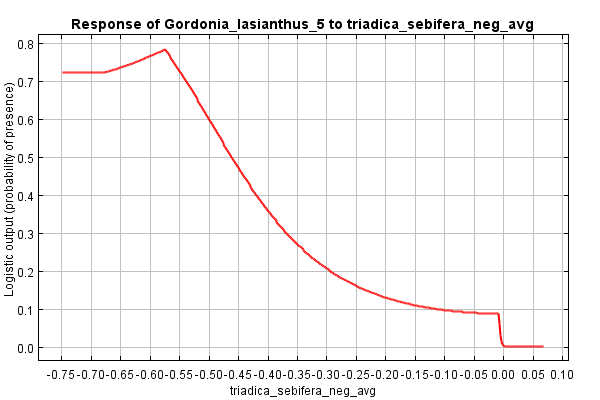 Response of Gordonia_lasianthus_5 to triadica_sebifera_neg_avg
Logistic output (probability of presence)
0.8
0.7
0.6
0.5
0.4
0.3
0.2
0.1
0.0
-0.75 -0.70 -0.65 -0.60 -0.55 -0.50 -0.45 -0.40 -0.35 -0.30 -0.25 -0.20 -0.15 -0.10 -0.05 0.00 0.05 0.10
triadica_sebifera_neg_avg